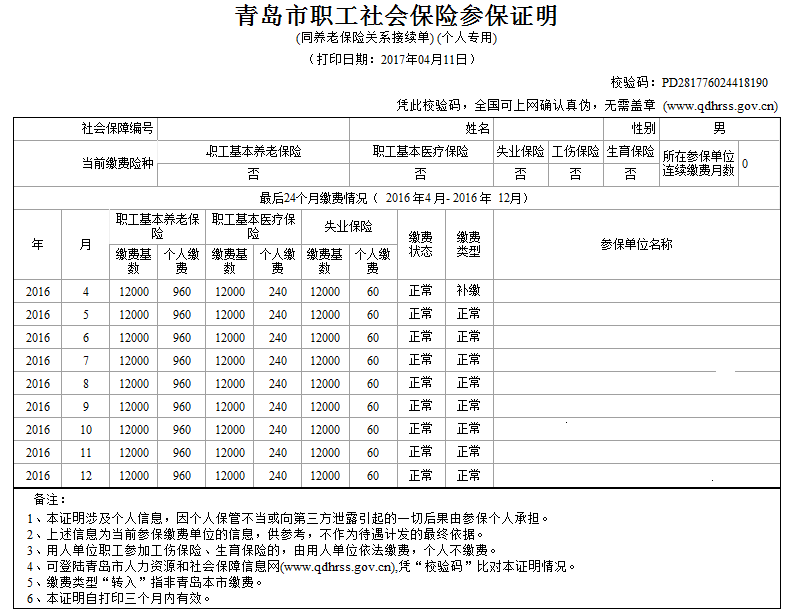 青岛市职工社会保险参保证明
(同养老保险关系接续单) (个人专用)
（打印日期：2017年04月11日）
校验码：PD281776024418190
凭此校验码，全国可上网确认真伪，无需盖章 (www.qdhrss.gov.cn)
社会保障编号 姓名 性别 男
当前缴费险种 职工基本养老保险 职工基本医疗保险 失业保险 工伤保险 生育保险 所在参保单位连续缴费月数 0
否 否 否 否 否
最后24个月缴费情况（ 2016年4月-2016年 12月）
年 月 职工基本养老保险 职工基本医疗保险 失业保险 缴费状态 缴费类型 参保单位名称
缴费基数 个人缴费 缴费基数 个人缴费 缴费基数 个人缴费
2016 4 12000 960 12000 240 12000 60 正常 补缴
2016 5 12000 960 12000 240 12000 60 正常 正常
2016 6 12000 960 12000 240 12000 60 正常 正常
2016 7 12000 960 12000 240 12000 60 正常 正常
2016 8 12000 960 12000 240 12000 60 正常 正常
2016 9 12000 960 12000 240 12000 60 正常 正常
2016 10 12000 960 12000 240 12000 60 正常 正常
2016 11 12000 960 12000 240 12000 60 正常 正常
2016 12 12000 960 12000 240 12000 60 正常 正常
备注：
1、本证明涉及个人信息，因个人保管不当或向第三方泄露引起的一切后果由参保个人承担。
2、上述信息为当前参保缴费单位的信息，供参考，不作为待遇计发的最终依据。
3、用人单位职工参加工伤保险、生育保险的，由用人单位依法缴费，个人不缴费。
4、可登陆青岛市人力资源和社会保障信息网(www.qdhrss.gov.cn),凭“校验码”比对本证明情况。
5、缴费类型“转入”指非青岛本市缴费。
6、本证明自打印三个月内有效。